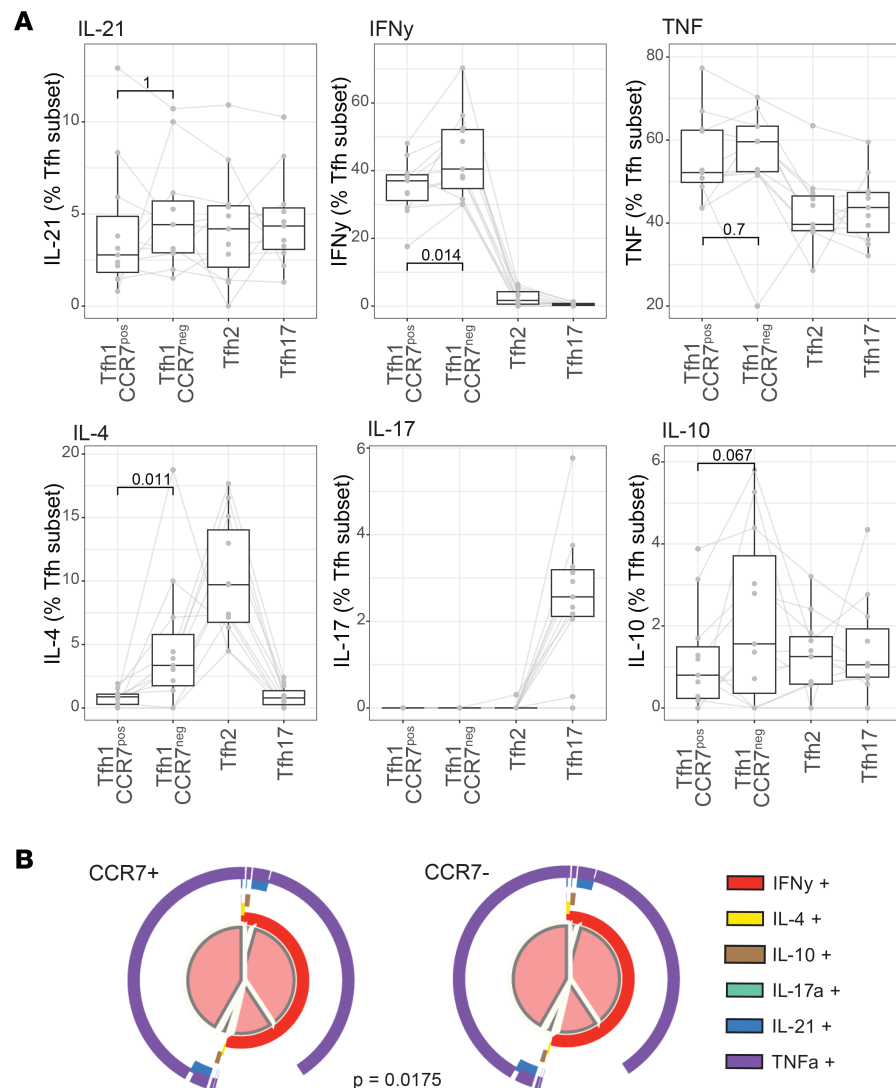 A
IL-21
IFNy
TNF
IL-21 (% Tfh subset)
10
5
0
1
Tfh1 CCR7pos
Tfh1 CCR7neg
Tfh2
Tfh17
IFNy (% Tfh subset)
60
40
20
0
0.014
Tfh1 CCR7pos
Tfh1 CCR7neg
Tfh2
Tfh17
TNF (% Tfh subset)
80
60
40
20
0.7
Tfh1 CCR7pos
Tfh1 CCR7neg
Tfh2
Tfh17
IL-4
IL-17
IL-10
IL-4 (% Tfh subset)
20
15
10
5
0
0.011
Tfh1 CCR7pos
Tfh1 CCR7neg
Tfh2
Tfh17
IL-17 (% Tfh subset)
6
4
2
0
Tfh1 CCR7pos
Tfh1 CCR7neg
Tfh2
Tfh17
IL-10 (% Tfh subset)
6
4
2
0
0.067
Tfh1 CCR7pos
Tfh1 CCR7neg
Tfh2
Tfh17
B
CCR7+
CCR7-
p = 0.0175
IFNy +
IL-4 +
IL-10 +
IL-17a +
IL-21 +
TNFa +